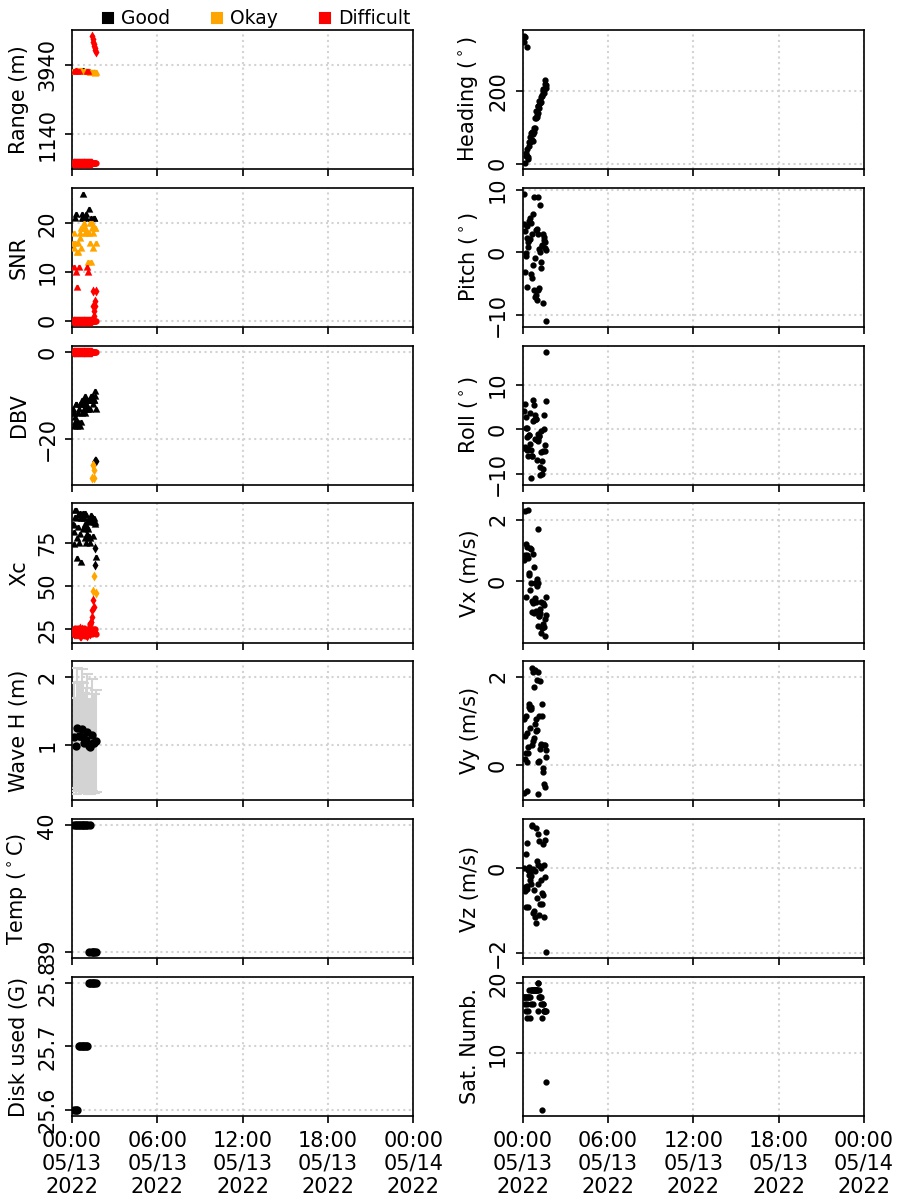 Good Okay Difficult
Range (m)
3940
1140
Heading (°)
200
0
SNR
20
10
0
Pitch (°)
10
0
−10
DBV
0
−20
Roll (°)
10
0
−10
Xc
75
50
25
Vx (m/s)
2
0
Wave H (m)
2
1
Vy (m/s)
2
0
Temp (°C)
40
39
Vz (m/s)
0
−2
Disk used (G)
25.8
25.7
25.6
Sat. Numb.
20
10
00:00 06:00 12:00 18:00 00:00
05/13 05/13 05/13 05/13 05/14
2022 2022 2022 2022 2022
00:00 06:00 12:00 18:00 00:00
05/13 05/13 05/13 05/13 05/14
2022 2022 2022 2022 2022